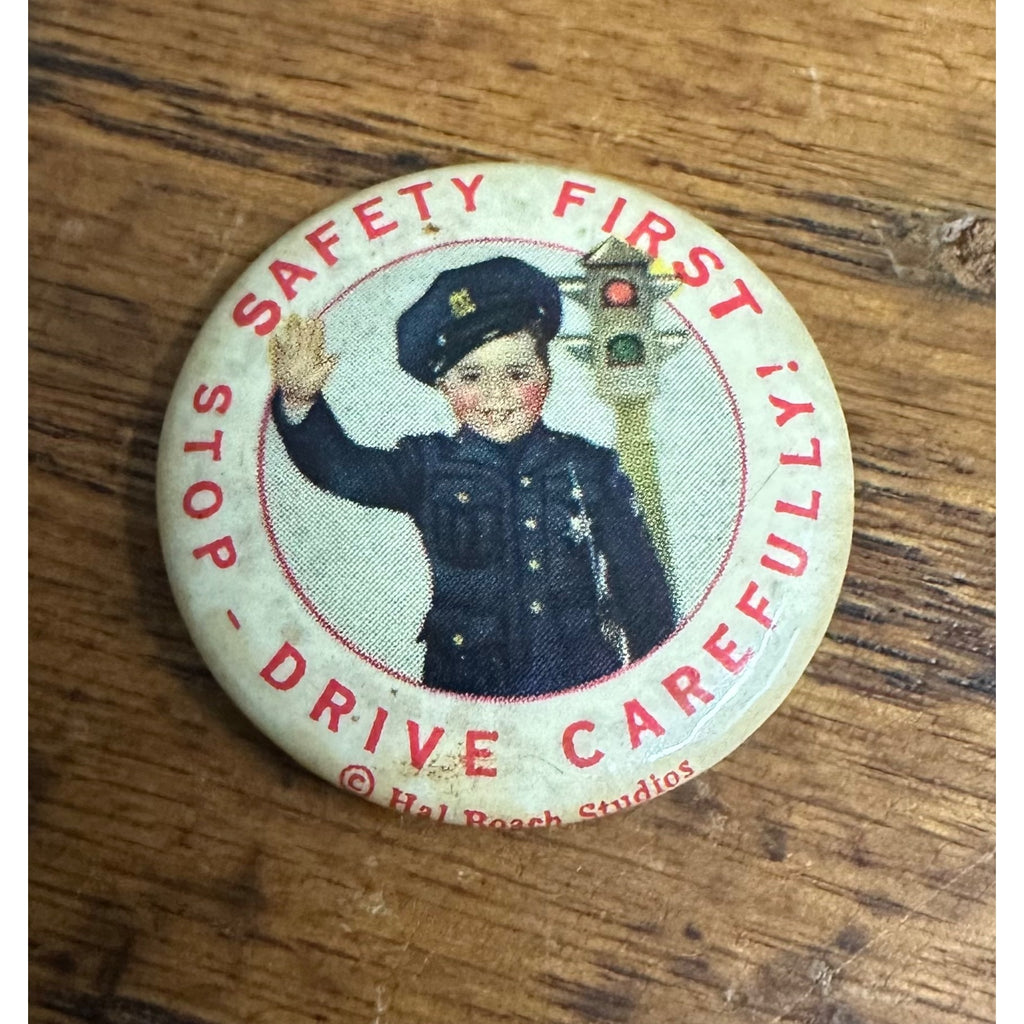 SAFETY FIRST
STOP - DRIVE CAREFULLY!
© Hal Roach Studios